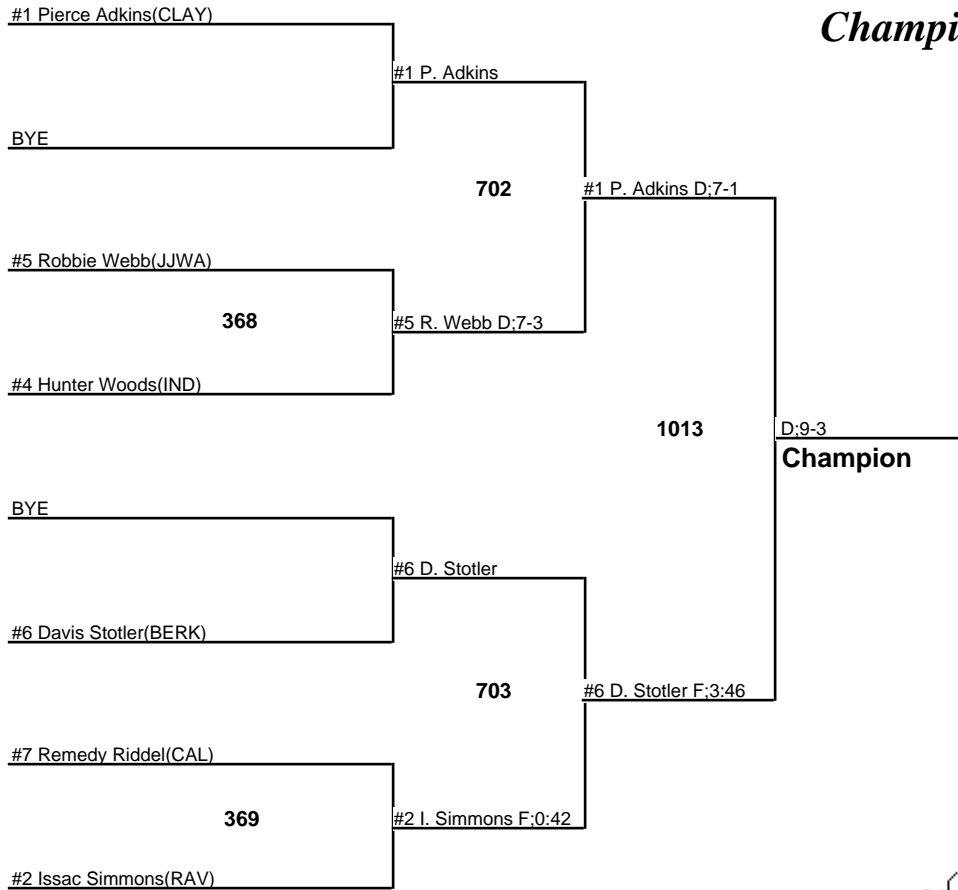 #1 Pierce Adkins(CLAY)
Champi
#1 P. Adkins
BYE
702
#1 P. Adkins D;7-1
#5 Robbie Webb(JJWA)
368
#5 R. Webb D;7-3
#4 Hunter Woods(IND)
1013
D;9-3
Champion
BYE
#6 D. Stotler
#6 Davis Stotler(BERK)
703
#6 D. Stotler F;3:46
#7 Remedy Riddel(CAL)
369
#2 I. Simmons F;0:42
#2 Issac Simmons(RAV)